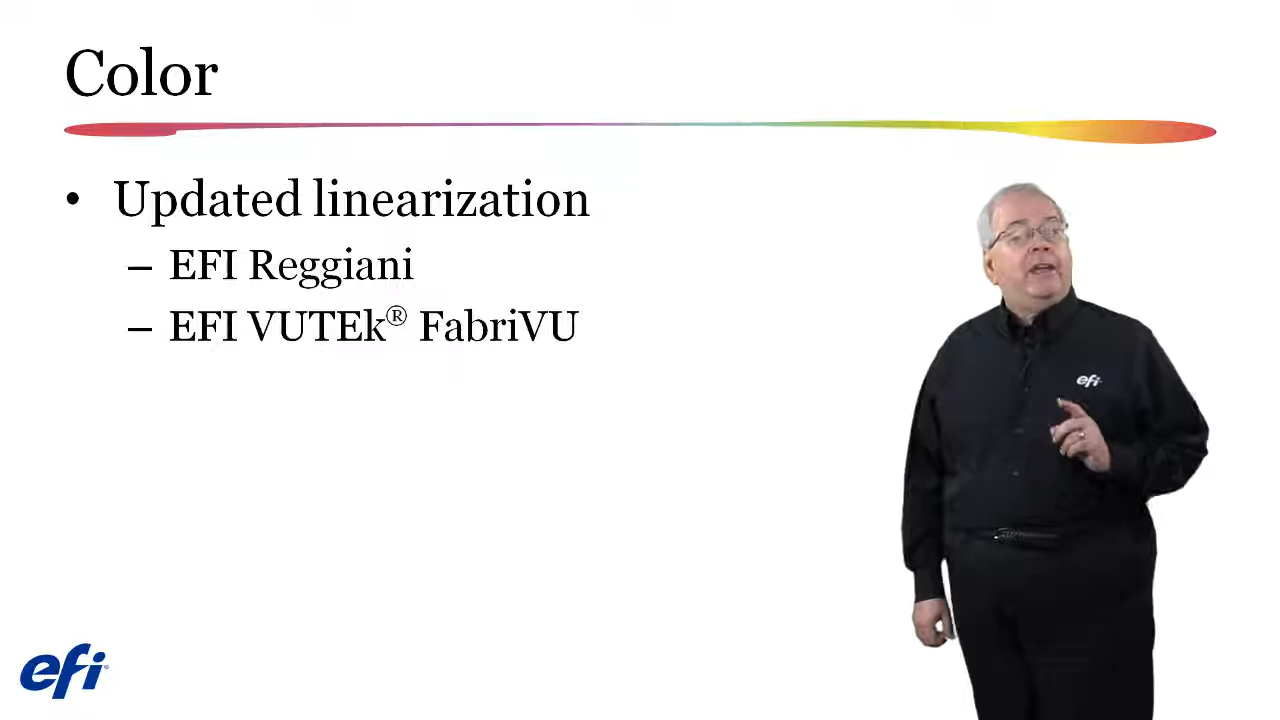 Color
• Updated linearization
– EFI Reggiani
– EFI VUTEk® FabriVU
efi
efi